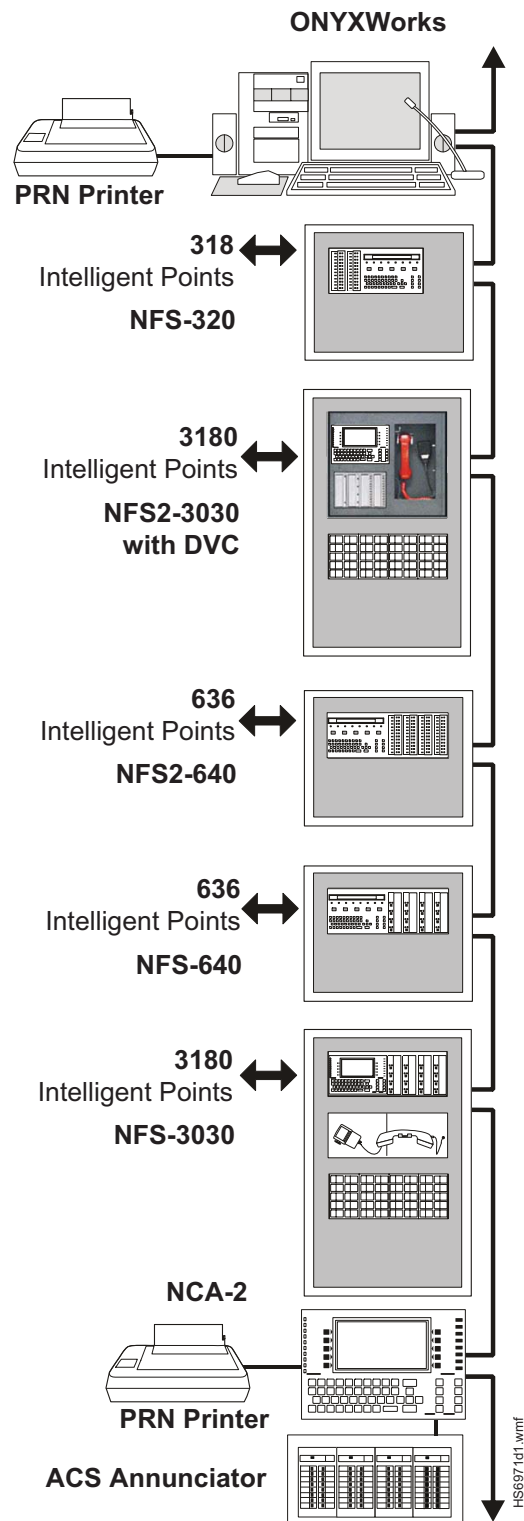 ONYXWorks
PRN Printer
318
Intelligent Points
NFS-320
3180
Intelligent Points
NFS2-3030
with DVC
636
Intelligent Points
NFS2-640
636
Intelligent Points
NFS-640
3180
Intelligent Points
NFS-3030
NCA-2
PRN Printer
ACS Annunciator
HS6971d1.wmf